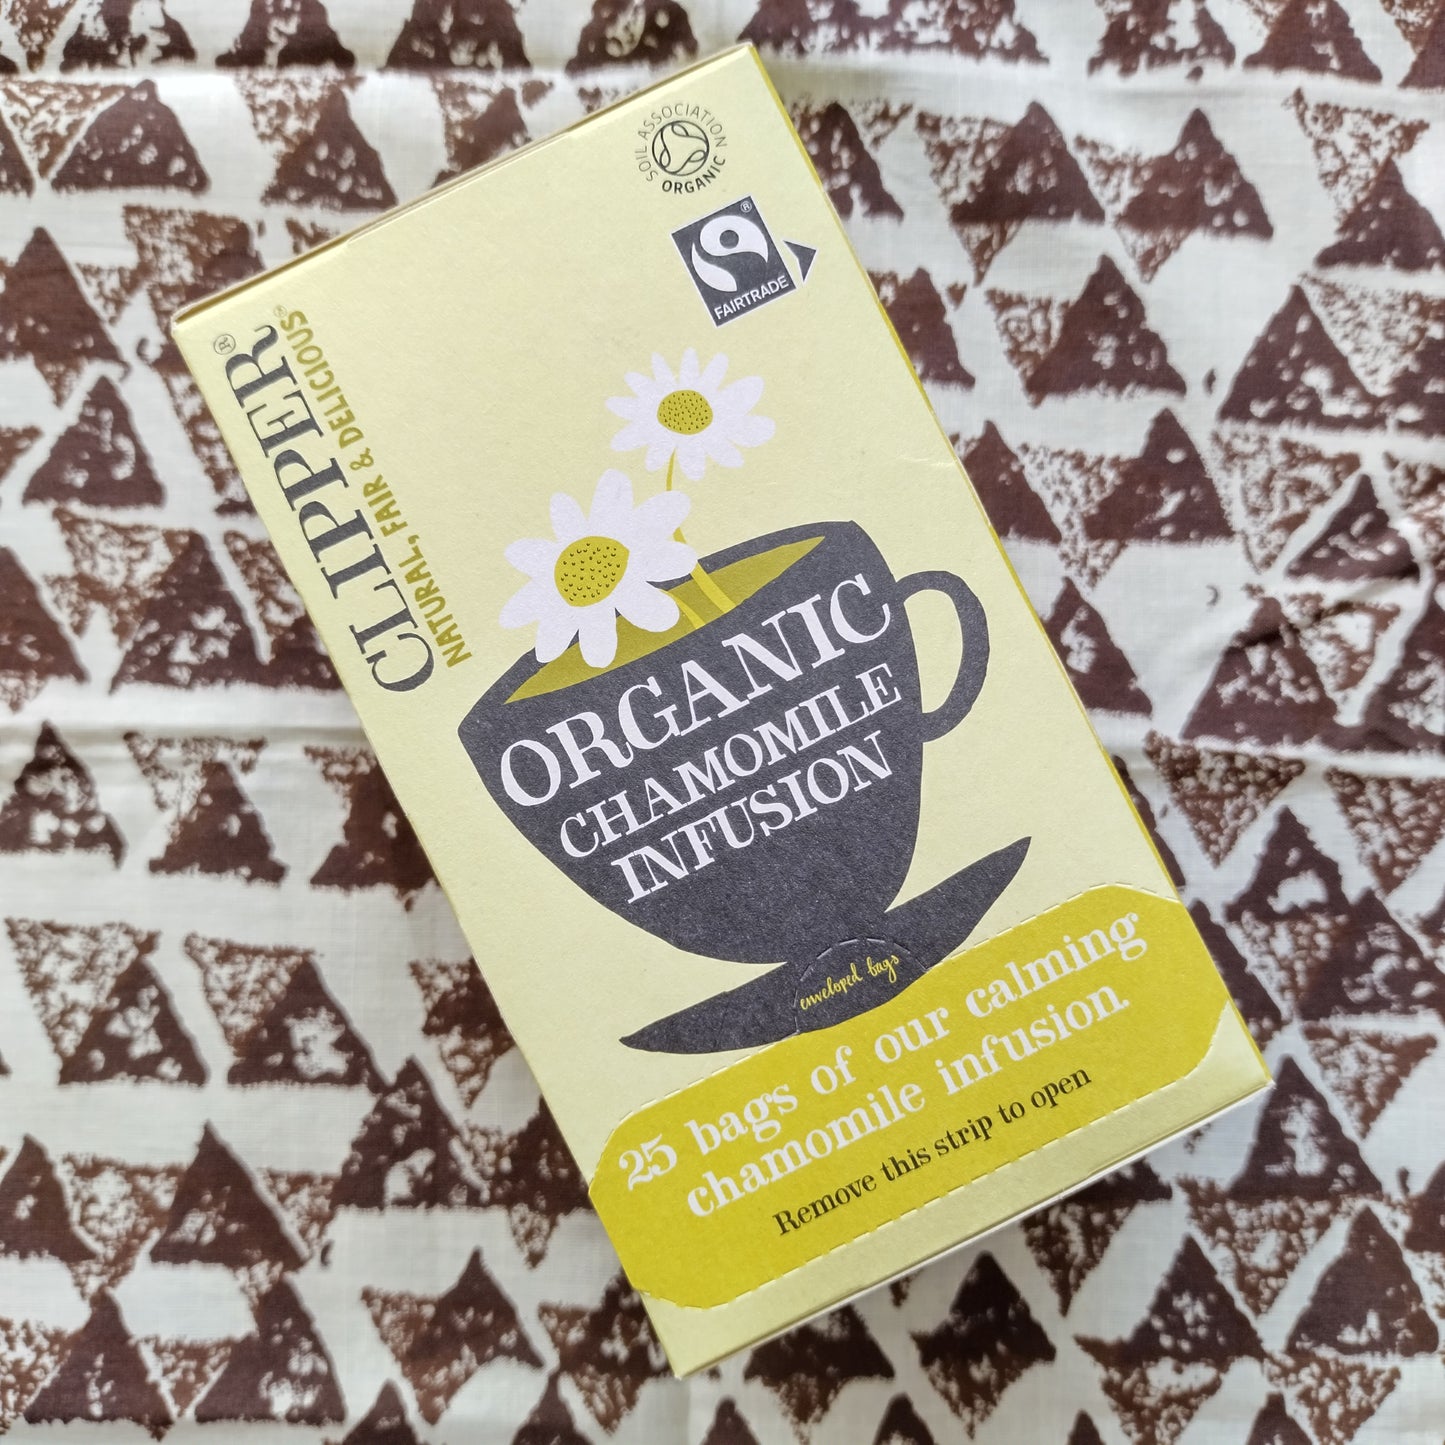 SOIL ASSOCIATION
ORGANIC
®
FAIRTRADE
CLIPPER®
NATURAL, FAIR & DELICIOUS
ORGANIC
CHAMOMILE
INFUSION
enveloped bags
25 bags of our calming
chamomile infusion.
Remove this strip to open